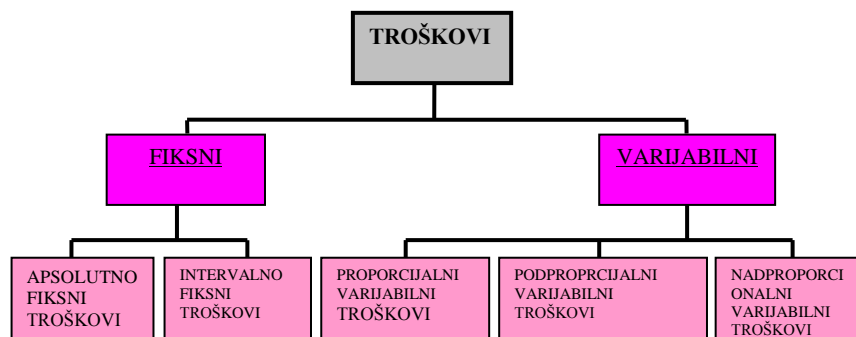 TROŠKOVI
FIKSNI
VARIJABILNI
APSOLUTNO
FIKSNI
TROŠKOVI
INTERVALNO
FIKSNI
TROŠKOVI
PROPORCIJALNI
VARIJABILNI
TROŠKOVI
PODPROPRCIJALNI
VARIJABILNI
TROŠKOVI
NADPROPORCI
ONALNI
VARIJABILNI
TROŠKOVI